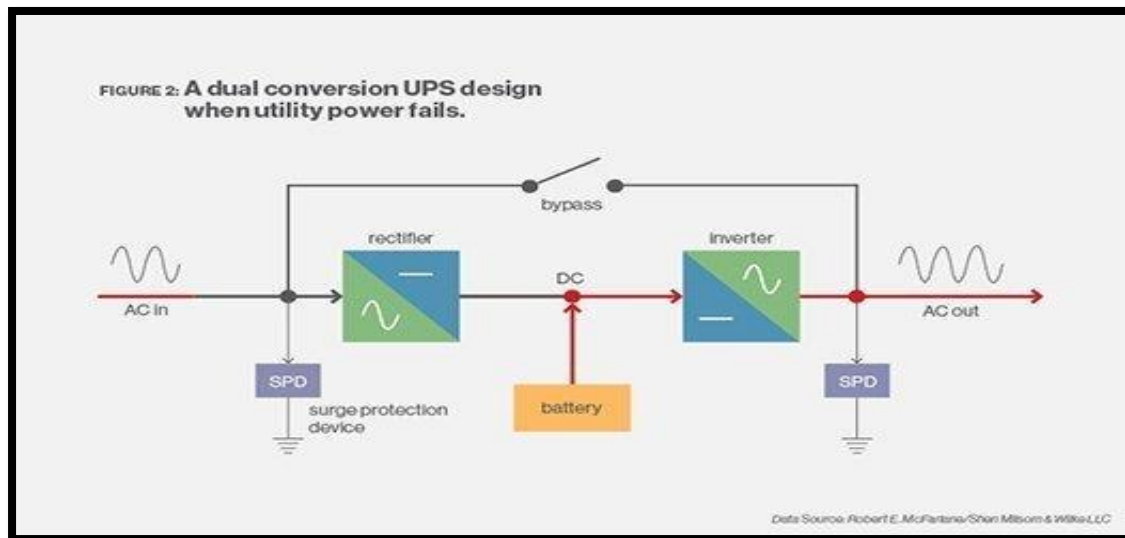 FIGURE 2: A dual conversion UPS design
when utility power fails.
bypass
rectifier
inverter
DC
AC in
AC out
SPD
SPD
surge protection
device
battery
Data Source: Robert E. McFarlane/Shen Milsom & Wilke LLC